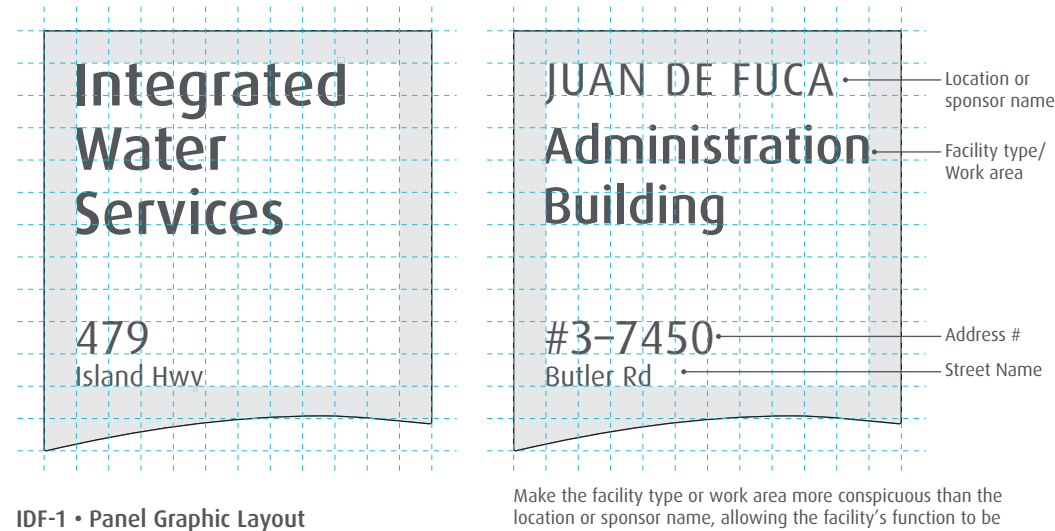 Integrated
Water
Services
479
Island Hwy
JUAN DE FUCA
Administration
Building
#3–7450
Butler Rd
Location or
sponsor name
Facility type/
Work area
Address #
Street Name
IDF-1 • Panel Graphic Layout
Make the facility type or work area more conspicuous than the
location or sponsor name, allowing the facility’s function to be